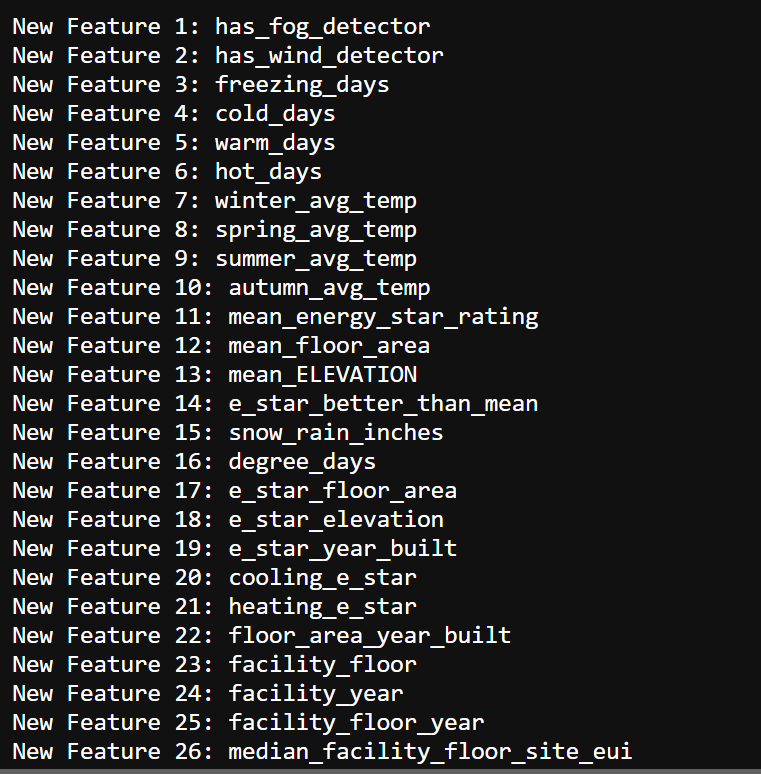 New Feature 1: has_fog_detector
New Feature 2: has_wind_detector
New Feature 3: freezing_days
New Feature 4: cold_days
New Feature 5: warm_days
New Feature 6: hot_days
New Feature 7: winter_avg_temp
New Feature 8: spring_avg_temp
New Feature 9: summer_avg_temp
New Feature 10: autumn_avg_temp
New Feature 11: mean_energy_star_rating
New Feature 12: mean_floor_area
New Feature 13: mean_ELEVATION
New Feature 14: e_star_better_than_mean
New Feature 15: snow_rain_inches
New Feature 16: degree_days
New Feature 17: e_star_floor_area
New Feature 18: e_star_elevation
New Feature 19: e_star_year_built
New Feature 20: cooling_e_star
New Feature 21: heating_e_star
New Feature 22: floor_area_year_built
New Feature 23: facility_floor
New Feature 24: facility_year
New Feature 25: facility_floor_year
New Feature 26: median_facility_floor_site_eui